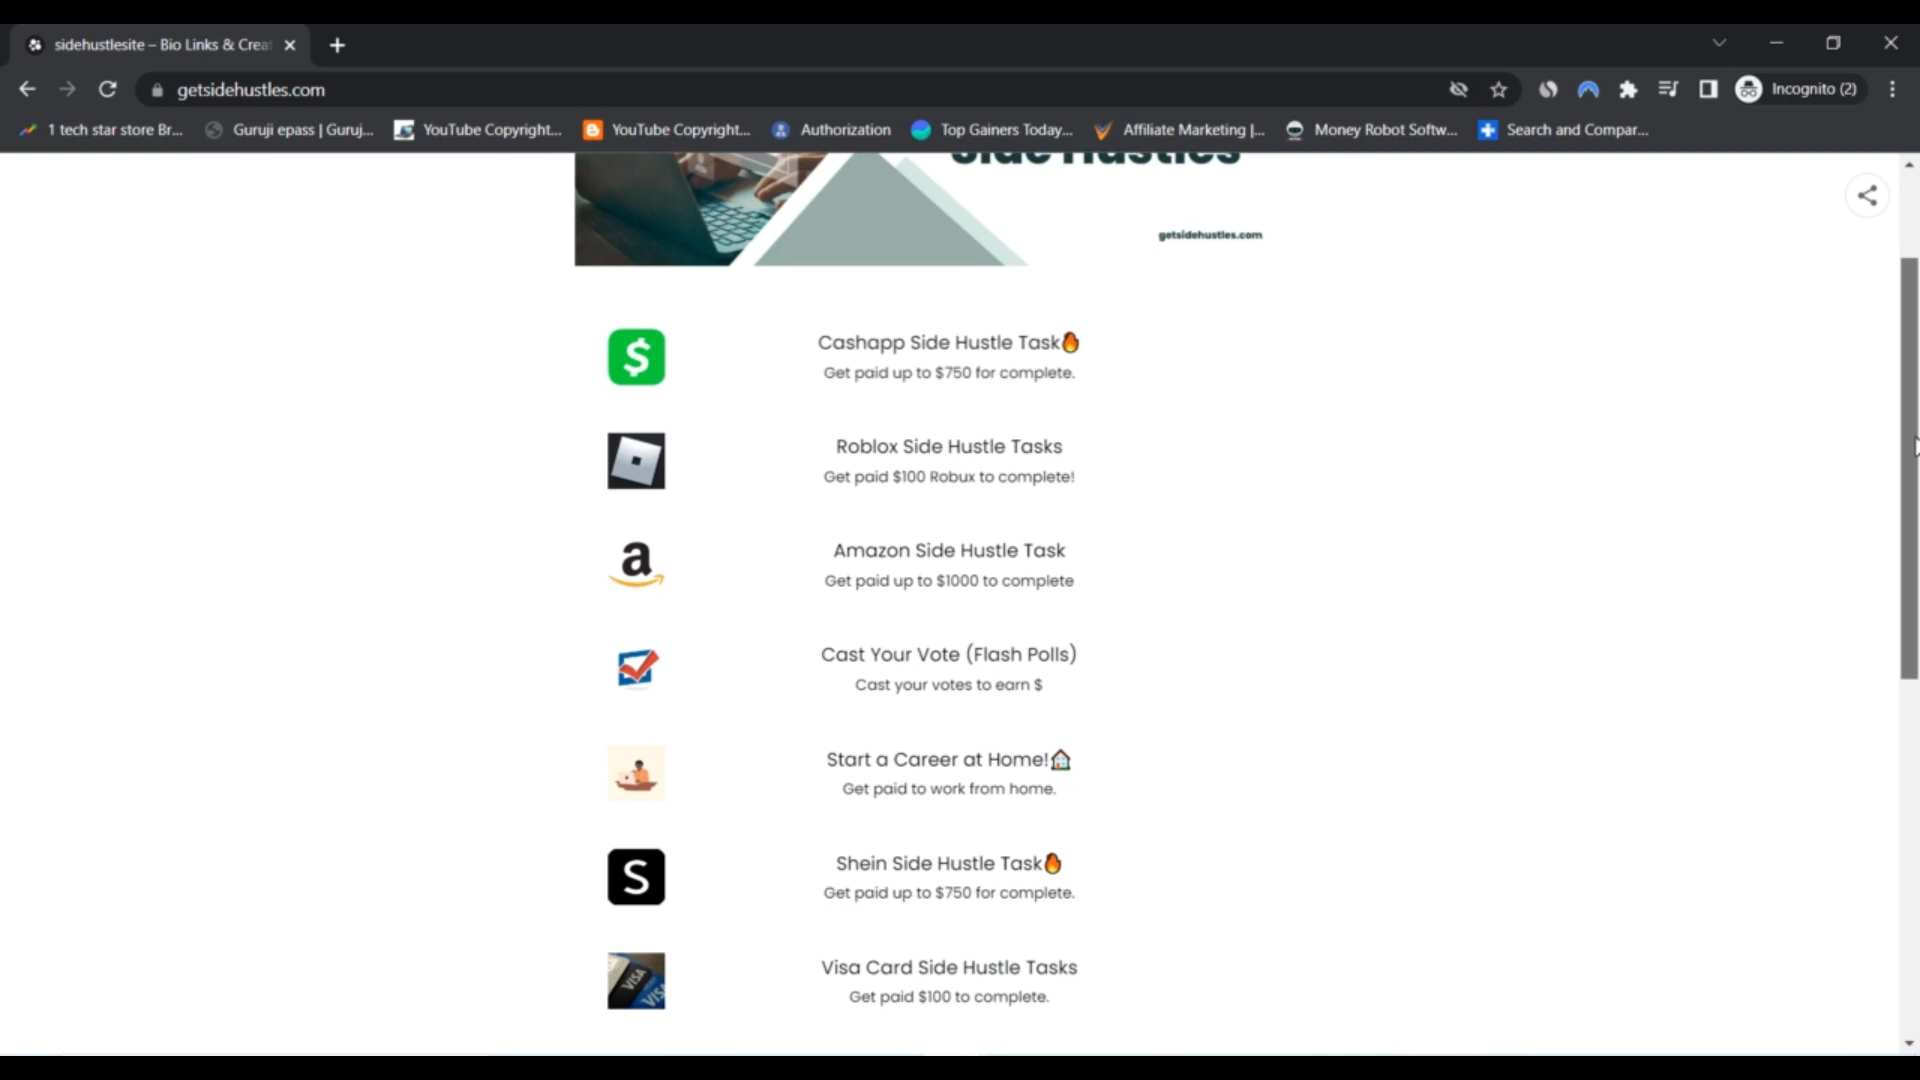 sidehustlesite – Bio Links & Creat
getsidehustles.com
Incognito (2)
1 tech star store Br...
Guruji epass | Guruj...
YouTube Copyright...
YouTube Copyright...
Authorization
Top Gainers Today...
Affiliate Marketing |...
Money Robot Softw...
Search and Compar...
Side Hustles
getsidehustles.com
$
Cashapp Side Hustle Task🔥
Get paid up to $750 for complete.
Roblox Side Hustle Tasks
Get paid $100 Robux to complete!
a
Amazon Side Hustle Task
Get paid up to $1000 to complete
Cast Your Vote (Flash Polls)
Cast your votes to earn $
Start a Career at Home!🏠
Get paid to work from home.
S
Shein Side Hustle Task🔥
Get paid up to $750 for complete.
VISA
VISA
Visa Card Side Hustle Tasks
Get paid $100 to complete.